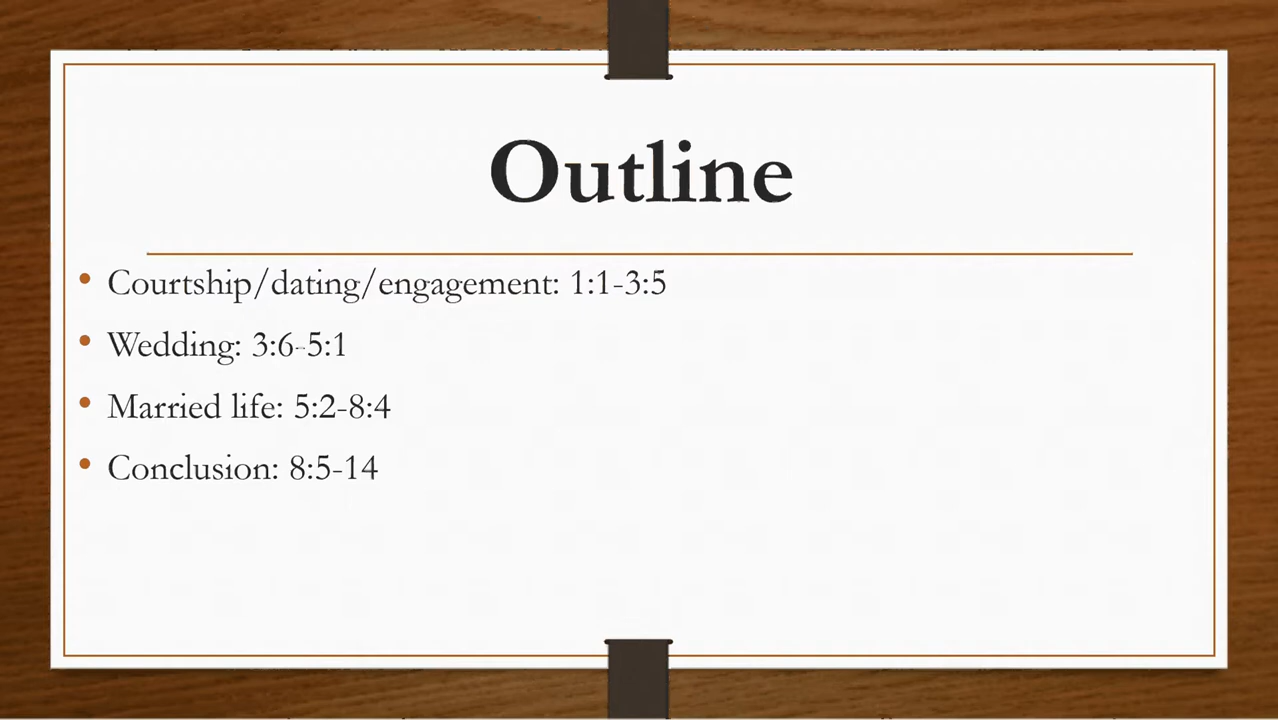 Outline
• Courtship/dating/engagement: 1:1-3:5
• Wedding: 3:6-5:1
• Married life: 5:2-8:4
• Conclusion: 8:5-14